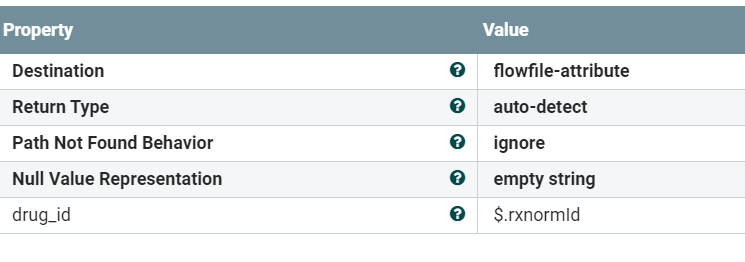 Property Value
Destination flowfile-attribute
Return Type auto-detect
Path Not Found Behavior ignore
Null Value Representation empty string
drug_id $.rxnormId